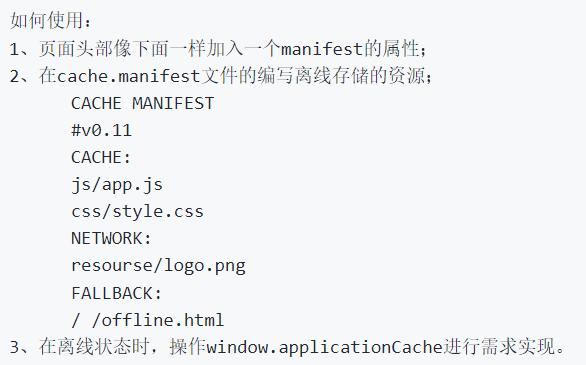 如何使用：
1、页面头部像下面一样加入一个manifest的属性；
2、在cache.manifest文件的编写离线存储的资源；
CACHE MANIFEST
#v0.11
CACHE:
js/app.js
css/style.css
NETWORK:
resourse/logo.png
FALLBACK:
/ /offline.html
3、在离线状态时，操作window.applicationCache进行需求实现。